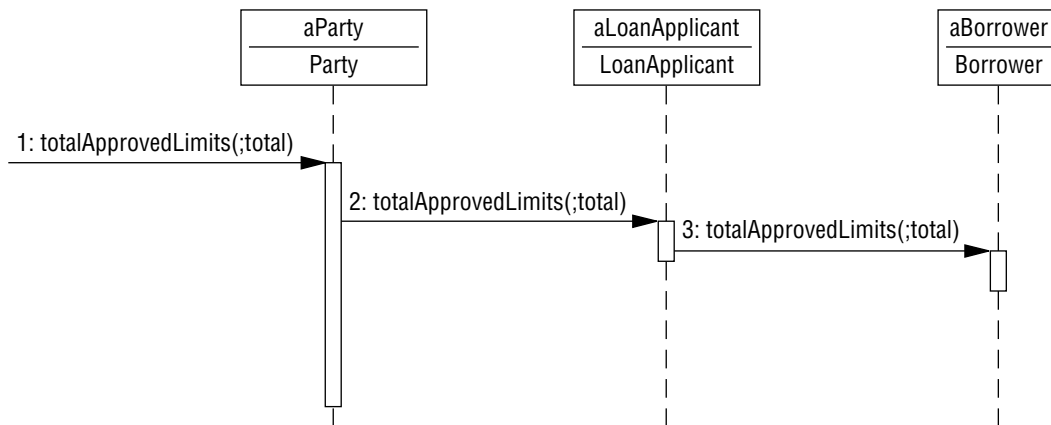 aParty
Party
aLoanApplicant
LoanApplicant
aBorrower
Borrower
1: totalApprovedLimits(;total)
2: totalApprovedLimits(;total)
3: totalApprovedLimits(;total)